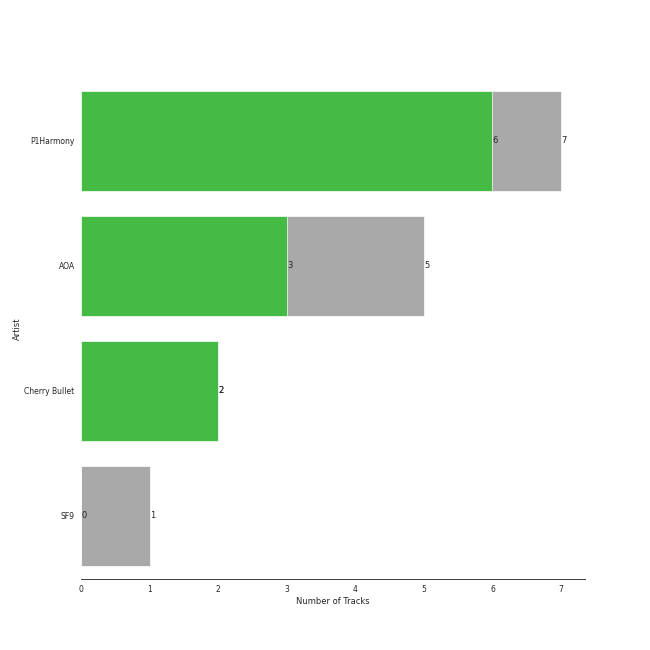 P1Harmony
6
7
AOA
3
5
Cherry Bullet
2
SF9
0
1
Artist
0 1 2 3 4 5 6 7
Number of Tracks